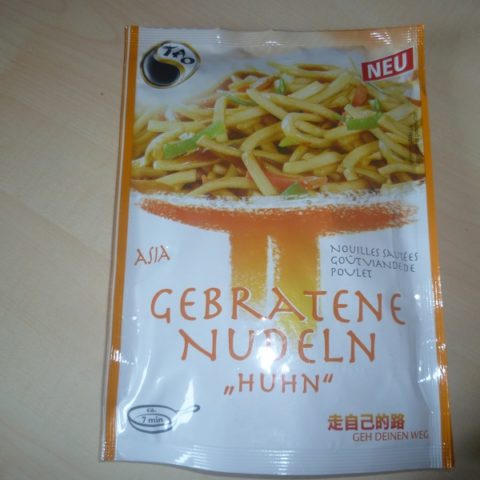 TAO
NEU
ASIA
NOUILLES SAUTÉES
GOÛT VIANDE DE
POULET
GEBRATENE
NUDELN
„HUHN“
ca.
7 min
走自己的路
GEH DEINEN WEG